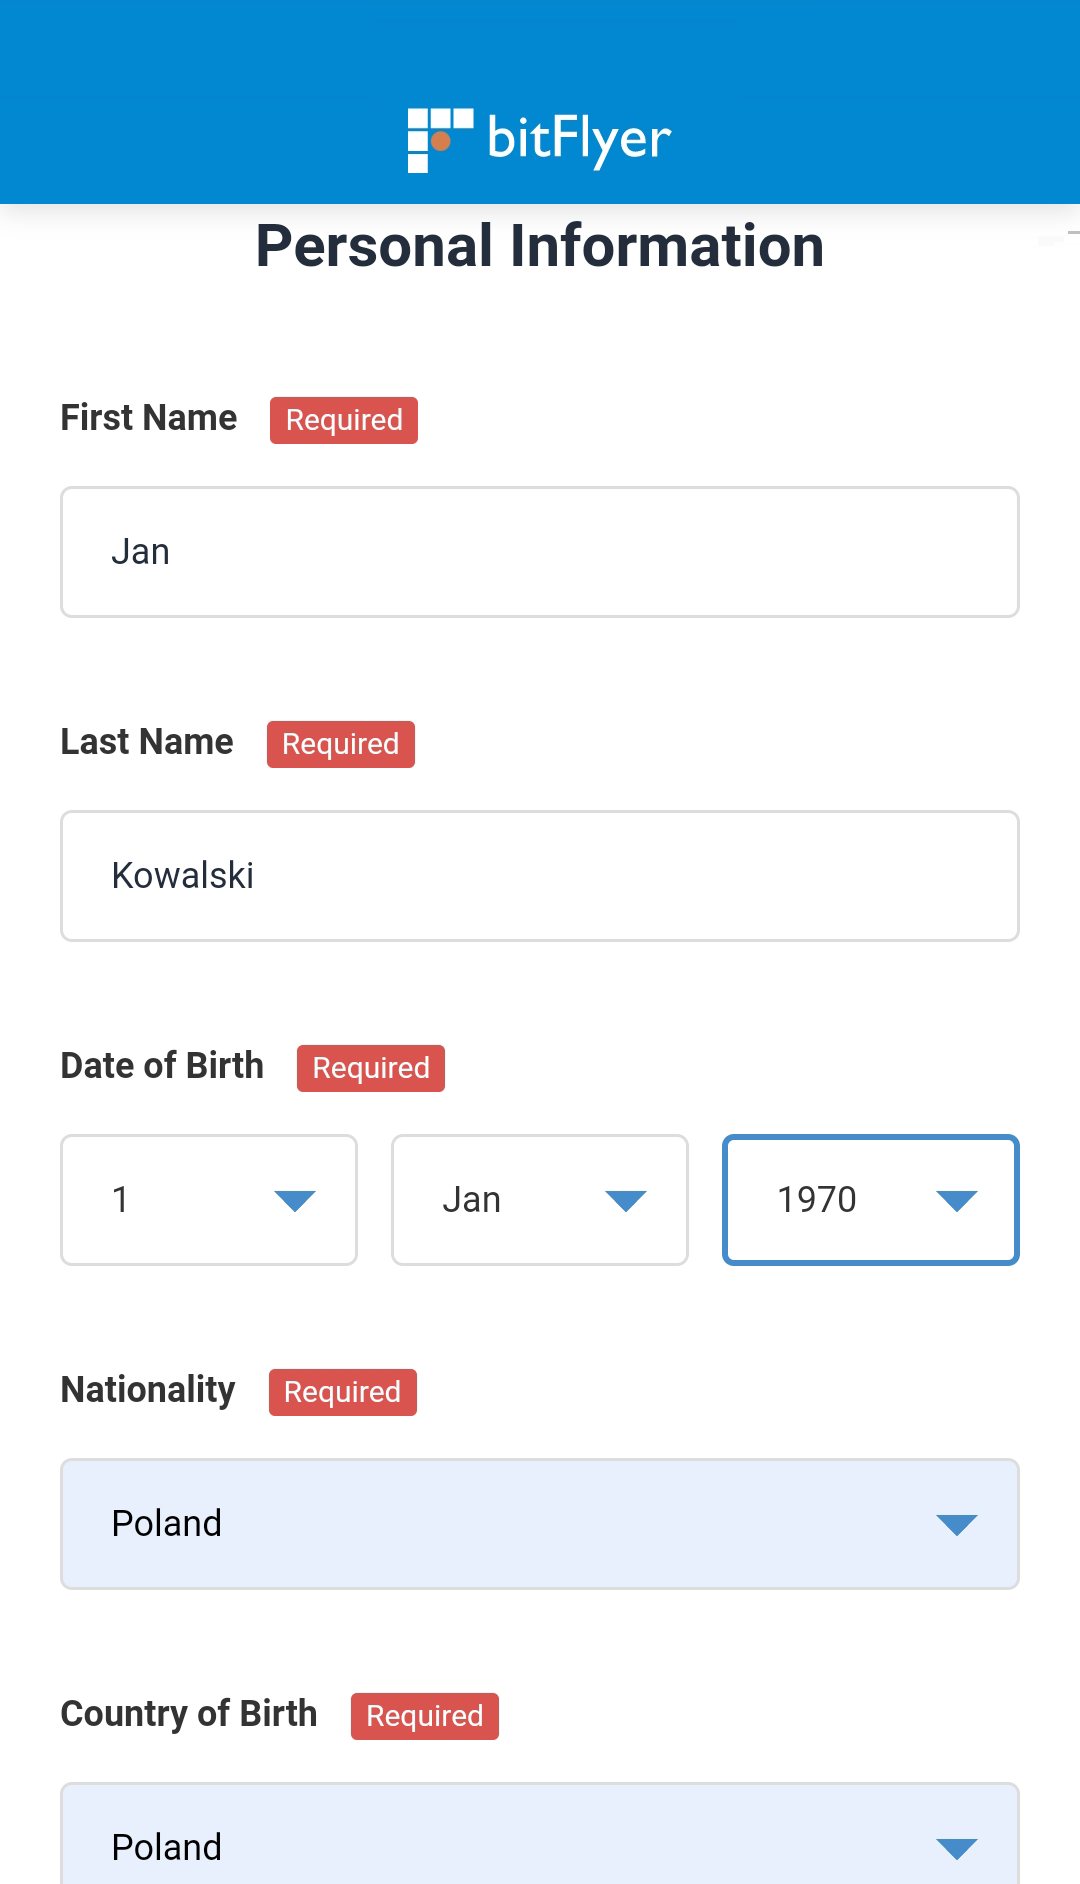 bitFlyer
Personal Information
First Name Required
Jan
Last Name Required
Kowalski
Date of Birth Required
1 Jan 1970
Nationality Required
Poland
Country of Birth Required
Poland